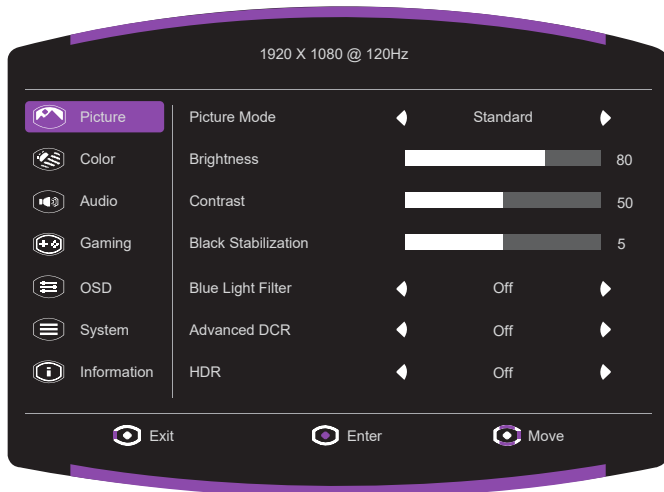 1920 X 1080 @ 120Hz
Picture
Picture Mode
Standard
Color
Brightness
80
Audio
Contrast
50
Gaming
Black Stabilization
5
OSD
Blue Light Filter
Off
System
Advanced DCR
Off
Information
HDR
Off
Exit
Enter
Move